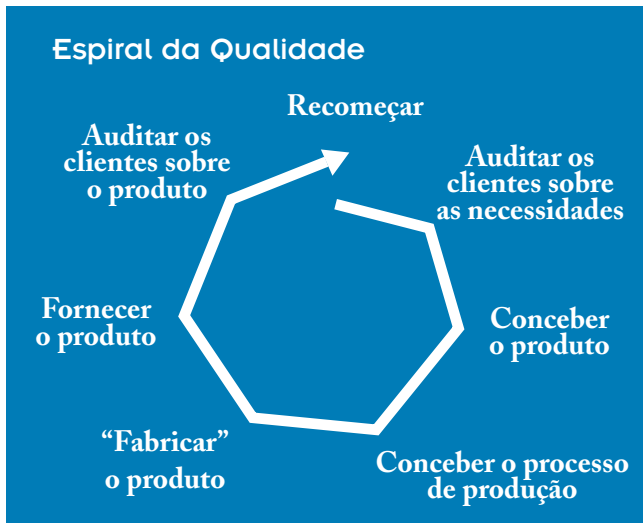 Espiral da Qualidade
Recomeçar
Auditar os
clientes sobre
as necessidades
Conceber
o produto
Conceber o processo
de produção
“Fabricar”
o produto
Fornecer
o produto
Auditar os
clientes sobre
o produto